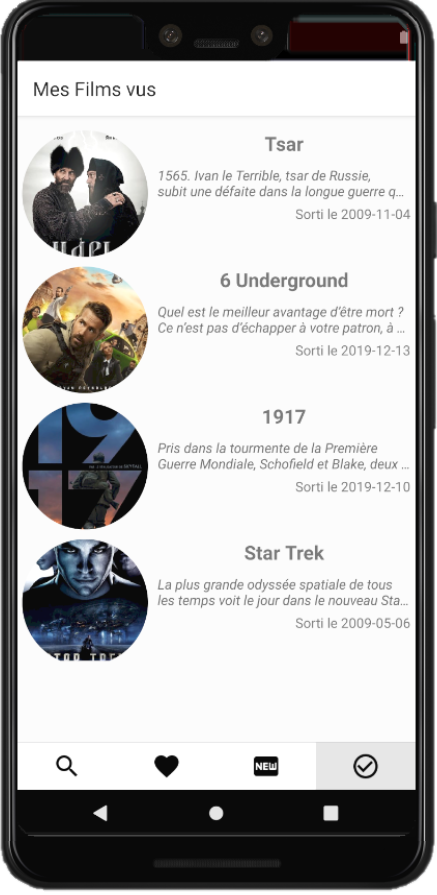 Mes Films vus
Tsar
1565. Ivan le Terrible, tsar de Russie,
subit une défaite dans la longue guerre q...
Sorti le 2009-11-04
6 Underground
Quel est le meilleur avantage d'être mort ?
Ce n'est pas d'échapper à votre patron, à ...
Sorti le 2019-12-13
19
17
1917
Pris dans la tourmente de la Première
Guerre Mondiale, Schofield et Blake, deux ...
Sorti le 2019-12-10
Star Trek
La plus grande odyssée spatiale de tous
les temps voit le jour dans le nouveau Sta...
Sorti le 2009-05-06
NEW